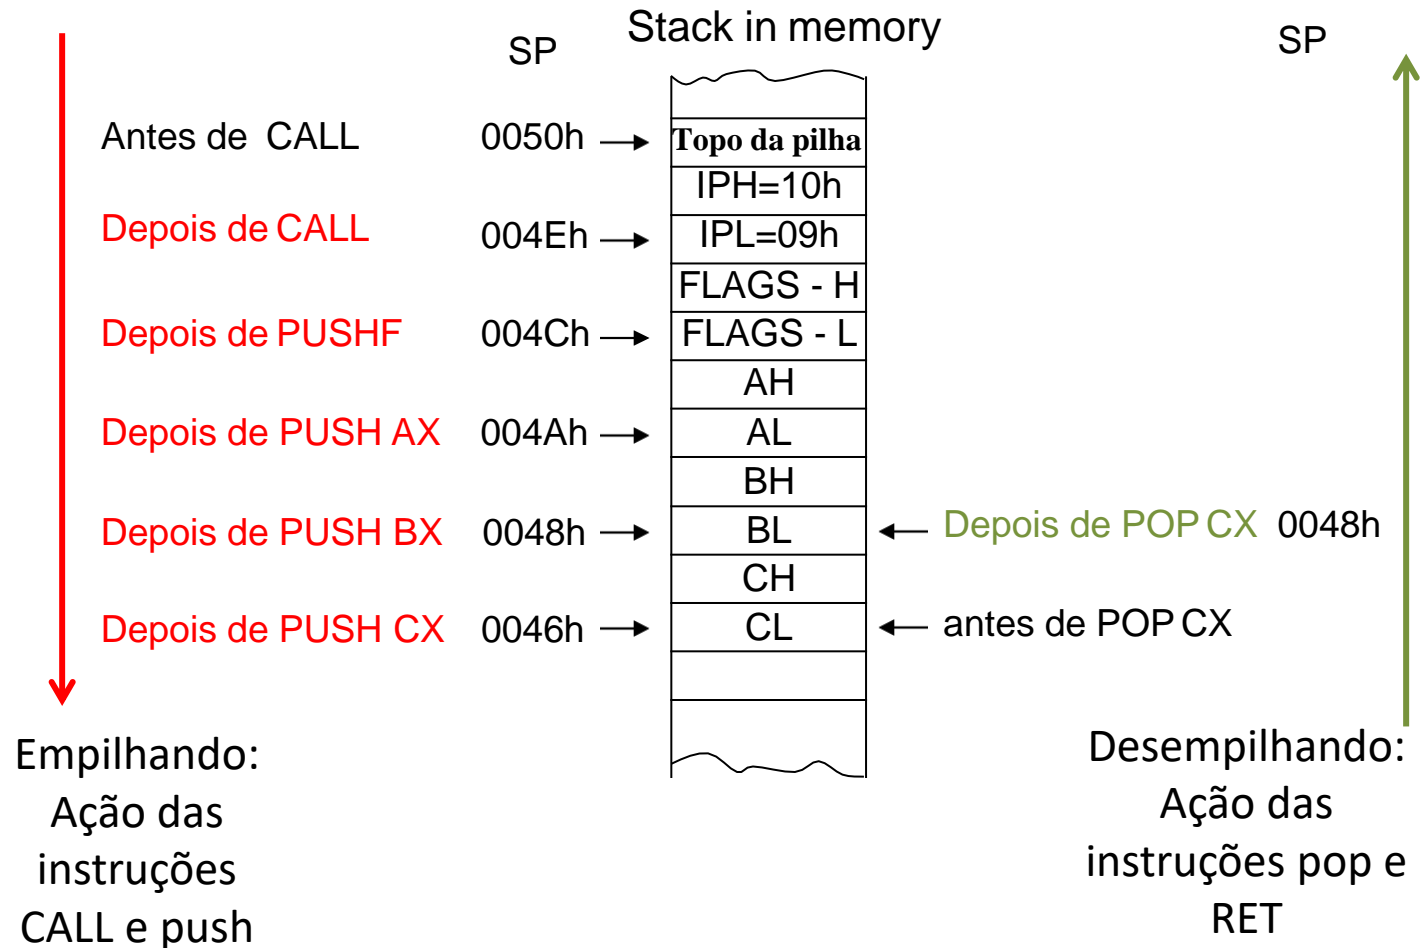 Stack in memory
SP
SP
Antes de CALL 0050h Topo da pilha
IPH=10h
Depois de CALL 004Eh IPL=09h
FLAGS - H
Depois de PUSHF 004Ch FLAGS - L
AH
Depois de PUSH AX 004Ah AL
BH
Depois de PUSH BX 0048h BL Depois de POP CX 0048h
CH
Depois de PUSH CX 0046h CL antes de POP CX
Empilhando:
Ação das
instruções
CALL e push
Desempilhando:
Ação das
instruções pop e
RET